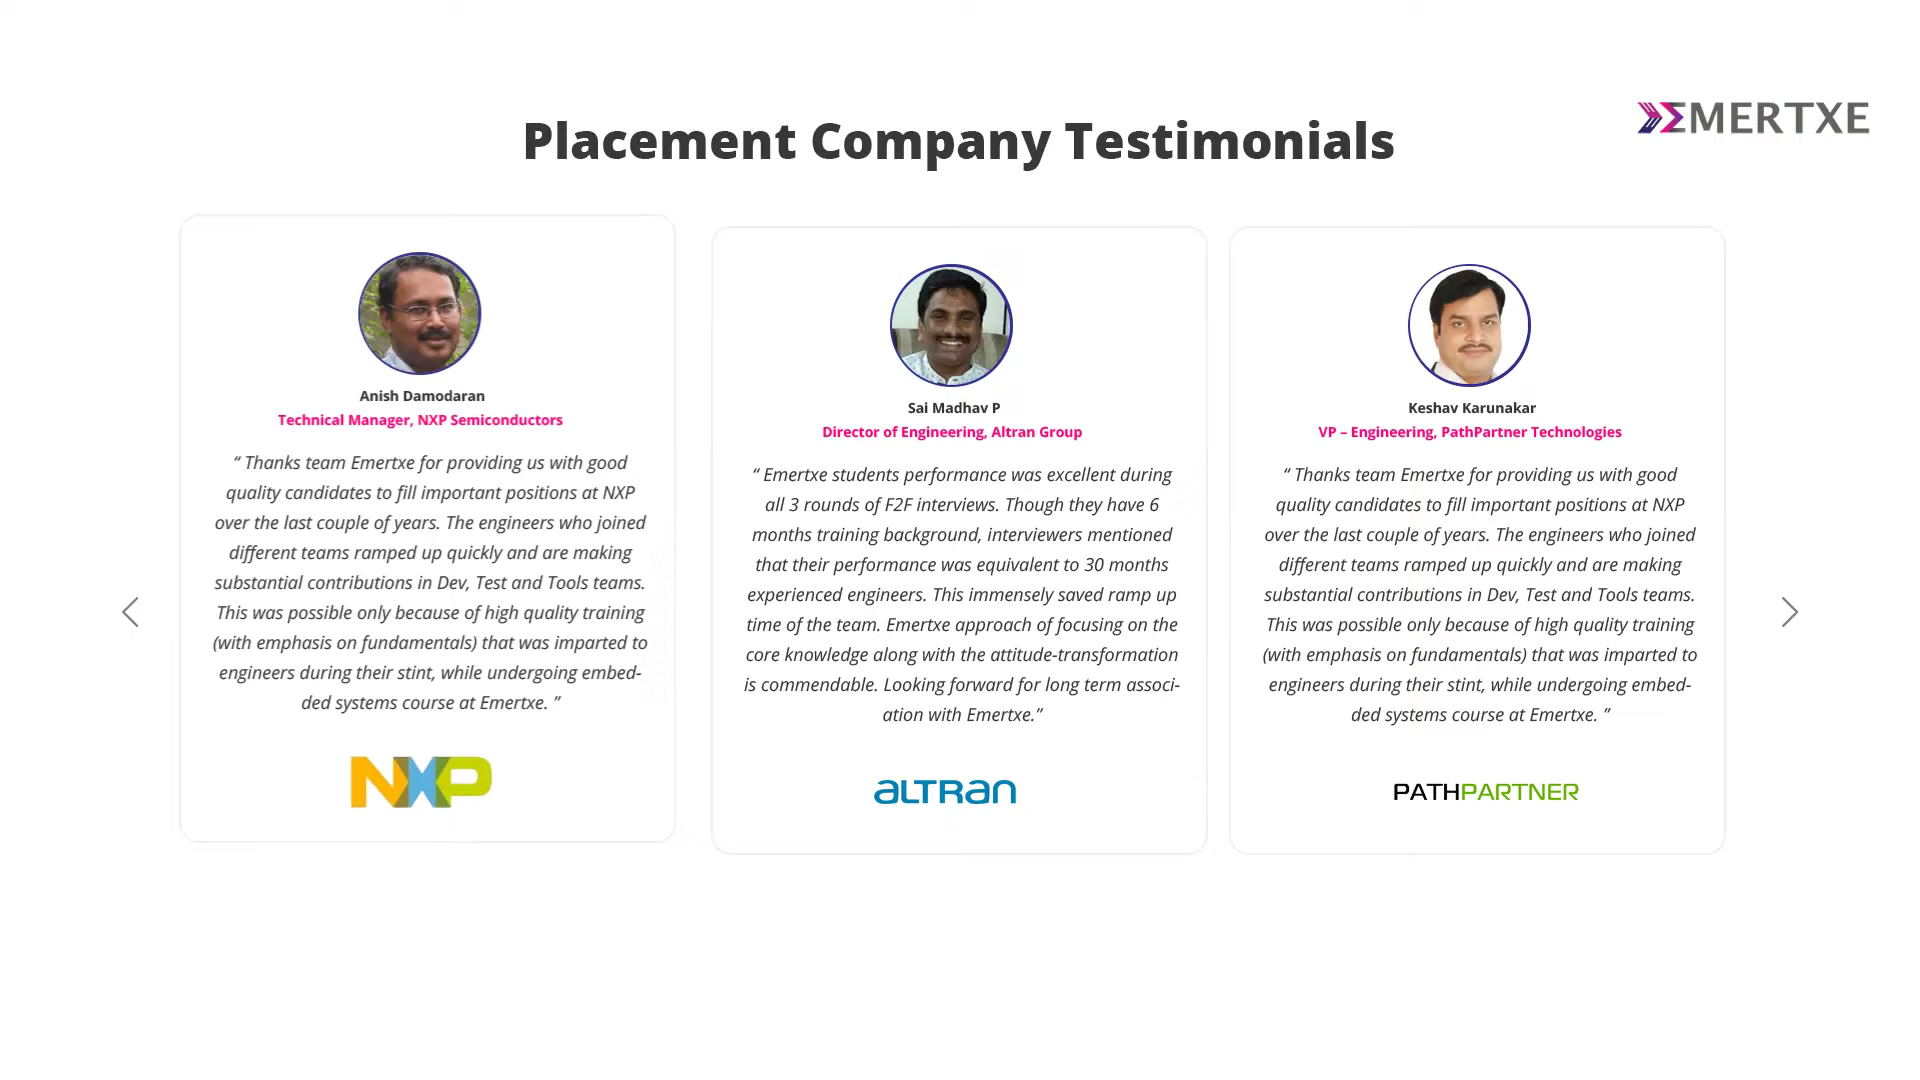 EMERTXE
Placement Company Testimonials
Anish Damodaran
Technical Manager, NXP Semiconductors
“ Thanks team Emertxe for providing us with good
quality candidates to fill important positions at NXP
over the last couple of years. The engineers who joined
different teams ramped up quickly and are making
substantial contributions in Dev, Test and Tools teams.
This was possible only because of high quality training
(with emphasis on fundamentals) that was imparted to
engineers during their stint, while undergoing embed-
ded systems course at Emertxe. ”
NXP
Sai Madhav P
Director of Engineering, Altran Group
“ Emertxe students performance was excellent during
all 3 rounds of F2F interviews. Though they have 6
months training background, interviewers mentioned
that their performance was equivalent to 30 months
experienced engineers. This immensely saved ramp up
time of the team. Emertxe approach of focusing on the
core knowledge along with the attitude-transformation
is commendable. Looking forward for long term associ-
ation with Emertxe.”
ALTRAN
Keshav Karunakar
VP – Engineering, PathPartner Technologies
“ Thanks team Emertxe for providing us with good
quality candidates to fill important positions at NXP
over the last couple of years. The engineers who joined
different teams ramped up quickly and are making
substantial contributions in Dev, Test and Tools teams.
This was possible only because of high quality training
(with emphasis on fundamentals) that was imparted to
engineers during their stint, while undergoing embed-
ded systems course at Emertxe. ”
PATHPARTNER